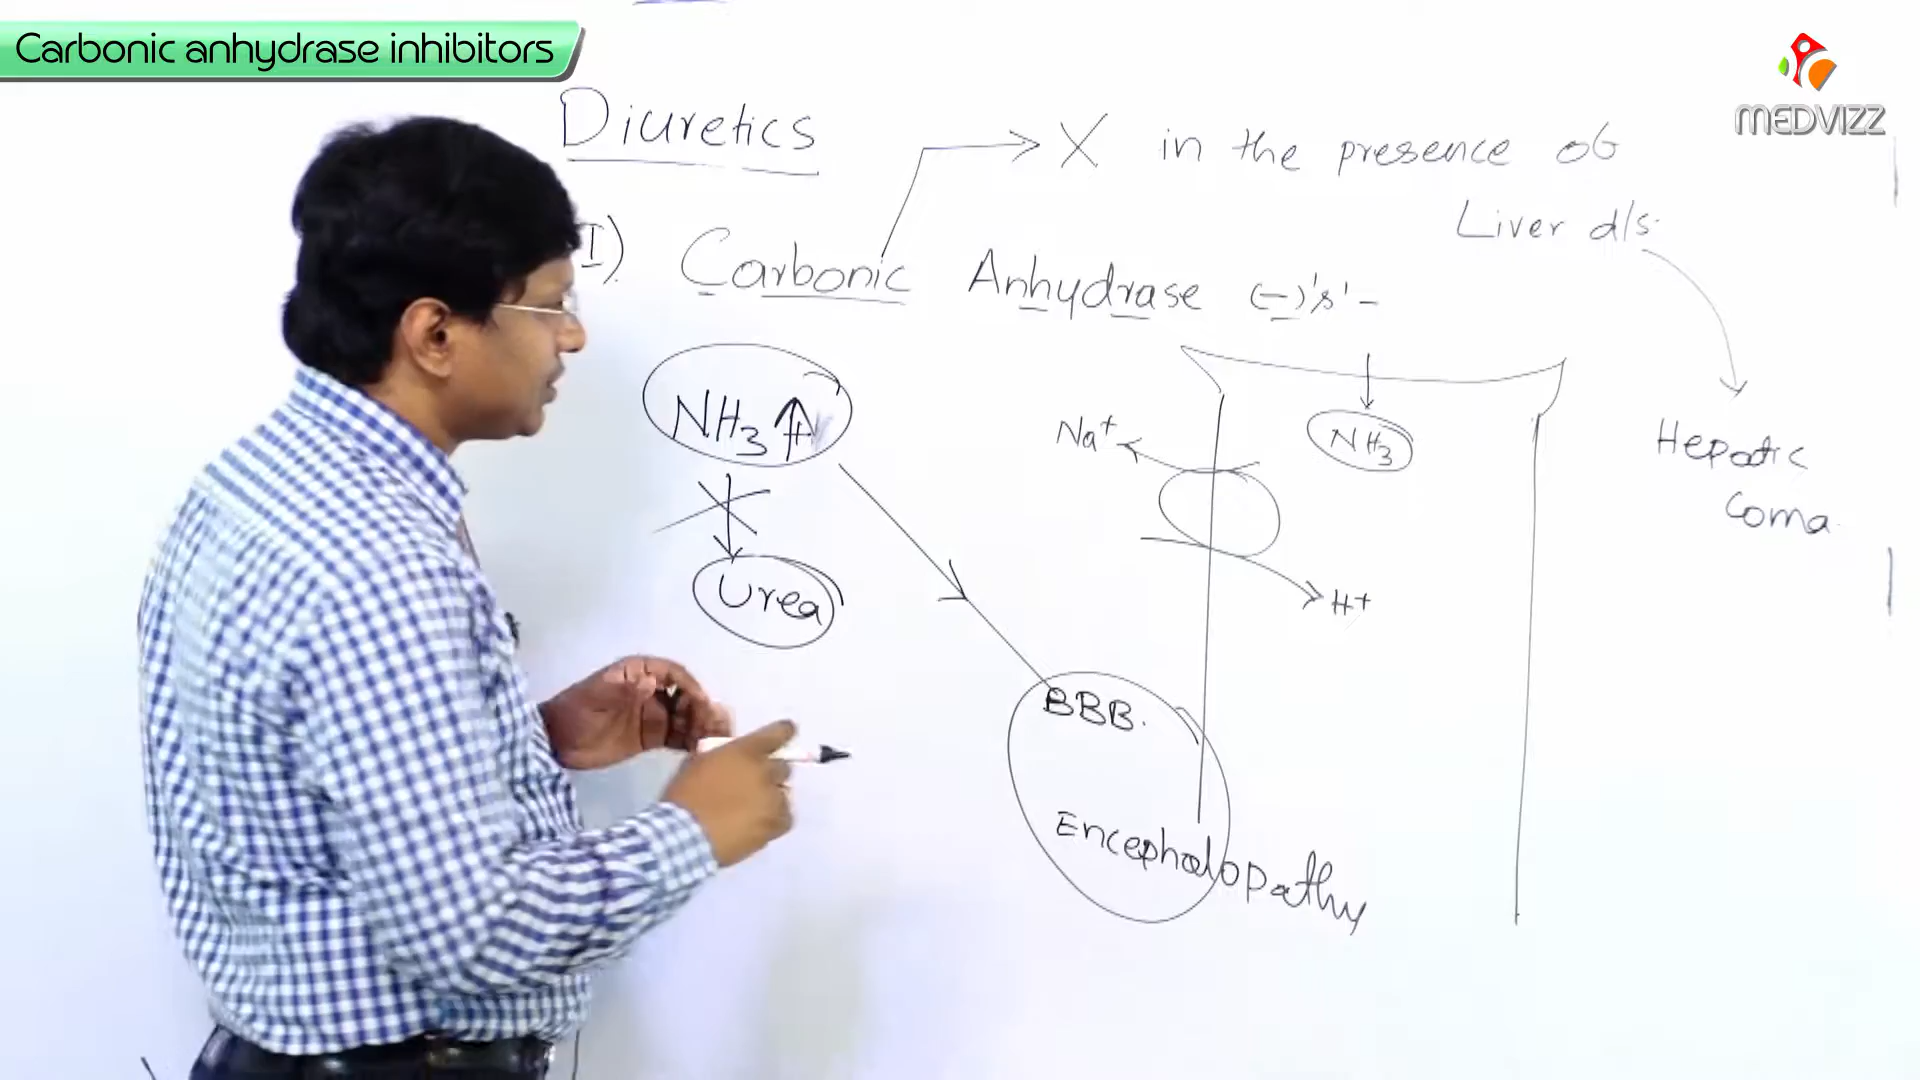 Carbonic anhydrase inhibitors
MEDVIZZ
Diuretics
X in the presence of
Liver d/s
I) Carbonic Anhydrase (-)'s'-
NH3 ↑
Na+
NH3
Hepatic
Coma
Urea
H+
BBB.
Encephalopathy